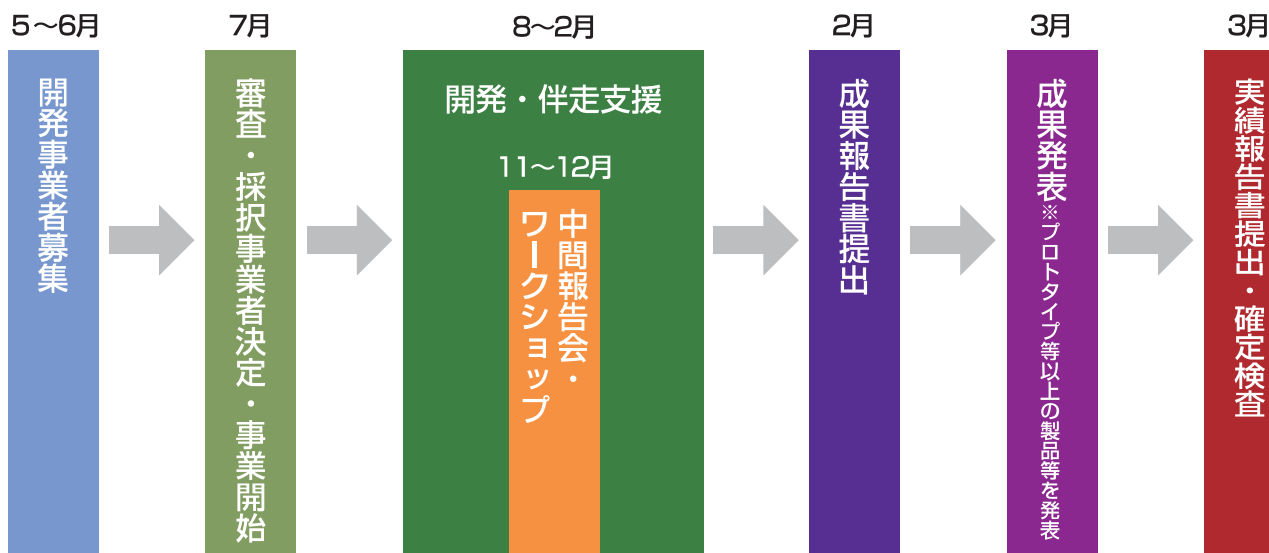 5〜6月
開発事業者募集
7月
審査・採択事業者決定・事業開始
8〜2月
開発・伴走支援
11〜12月
中間報告会・
ワークショップ
2月
成果報告書提出
3月
成果発表※プロトタイプ等以上の製品等を発表
3月
実績報告書提出・確定検査